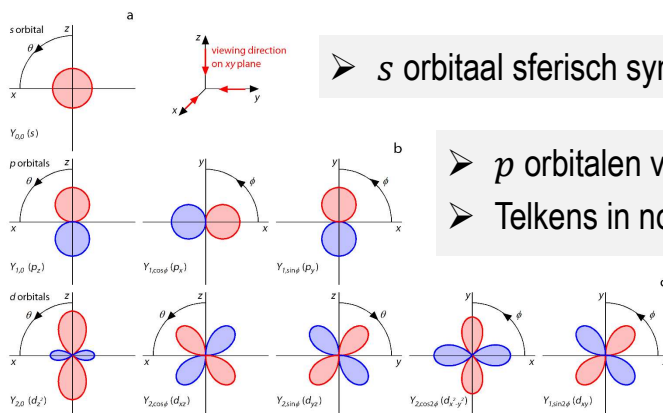 a
s orbital
z
θ
x
Y0,0 (s)
z
viewing direction
on xy plane
x
y
➢ s orbitaal sferisch
b
p orbitals
z
θ
x
Y1,0 (pz)
y
ϕ
x
Y1,cosϕ (px)
y
ϕ
x
Y1,sinϕ (py)
➢ p orbitalen
➢ Telkens in
d orbitals
z
θ
x
Y2,0 (dz²)
z
θ
x
Y2,cosϕ (dxz)
z
θ
y
Y2,sinϕ (dyz)
y
ϕ
x
Y2,cos2ϕ (dx²-y²)
y
ϕ
Y1,sin2ϕ (dxy)